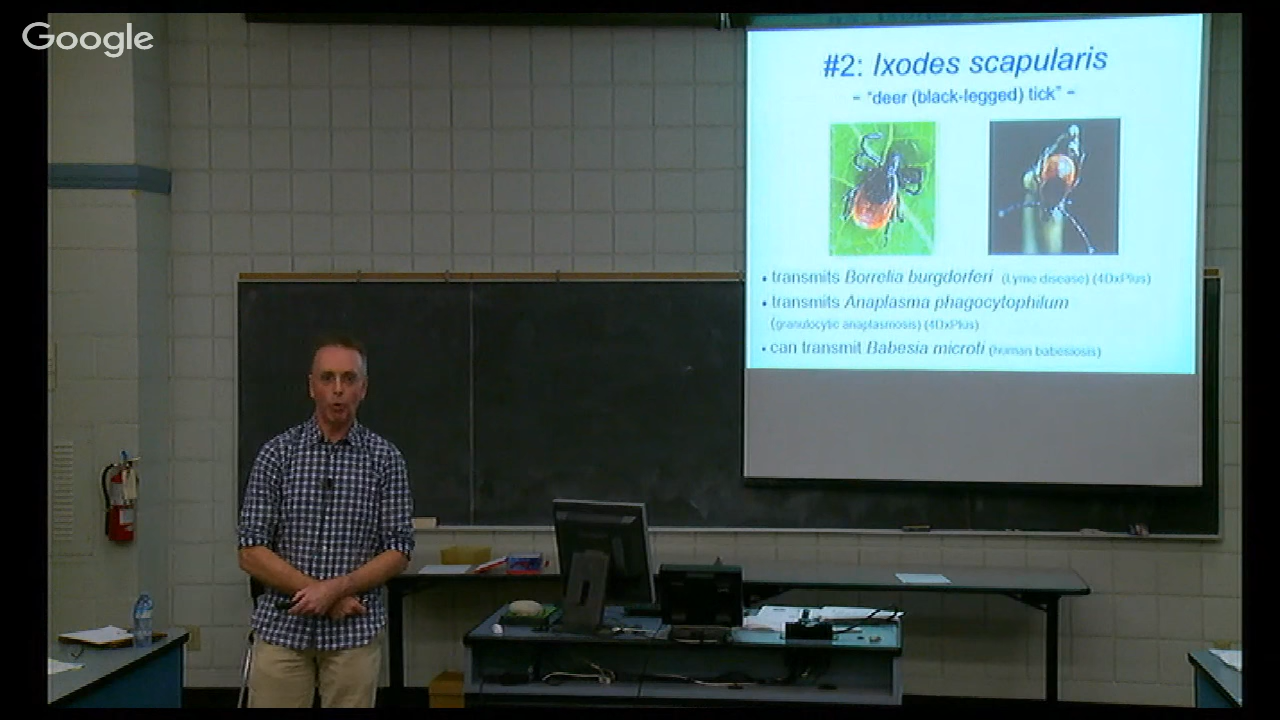 Google
#2: Ixodes scapularis
- "deer (black-legged) tick" -
• transmits Borrelia burgdorferi (Lyme disease) (4DxPlus)
• transmits Anaplasma phagocytophilum
(granulocytic anaplasmosis) (4DxPlus)
• can transmit Babesia microti (human babesiosis)